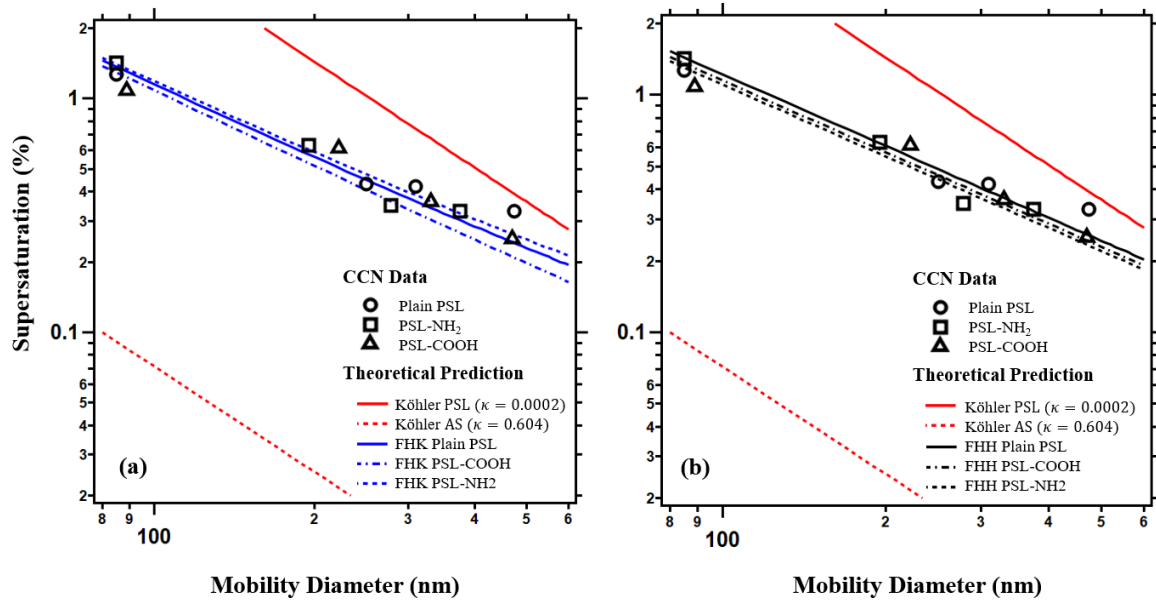 Supersaturation (%)
2
1
8
6
5
4
3
2
0.1
8
6
5
4
3
2
CCN Data
Plain PSL
PSL-NH₂
PSL-COOH
Theoretical Prediction
Köhler PSL (κ = 0.0002)
Köhler AS (κ = 0.604)
FHK Plain PSL
FHK PSL-COOH
FHK PSL-NH2
(a)
8 9 2 3 4 5 6
100
Mobility Diameter (nm)
2
1
8
6
5
4
3
2
0.1
8
6
5
4
3
2
CCN Data
Plain PSL
PSL-NH₂
PSL-COOH
Theoretical Prediction
Köhler PSL (κ = 0.0002)
Köhler AS (κ = 0.604)
FHH Plain PSL
FHH PSL-COOH
FHH PSL-NH2
(b)
8 9 2 3 4 5 6
100
Mobility Diameter (nm)